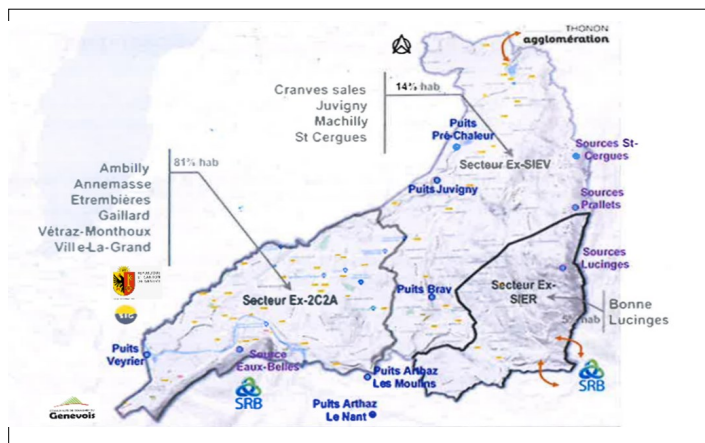 THONON
agglomération
Cranves sales
Juvigny
Machilly
St Cergues
14% hab
Puits
Pré-Chaleur
Secteur Ex-SIEV
Sources St-
Cergues
Ambilly
Annemasse
Etrembières
Gaillard
Vétraz-Monthoux
Ville-La-Grand
81% hab
Puits Juvigny
Sources
Prallets
Sources
Lucinges
Secteur Ex-2C2A
Puits Bray
Secteur Ex-
SIER
Bonne
Lucinges
5% hab
Puits
Veyrier
Source
Eaux-Belles
SRB
Puits Arthaz
Les Moulins
SRB
Puits Arthaz
Le Nant
Genevois